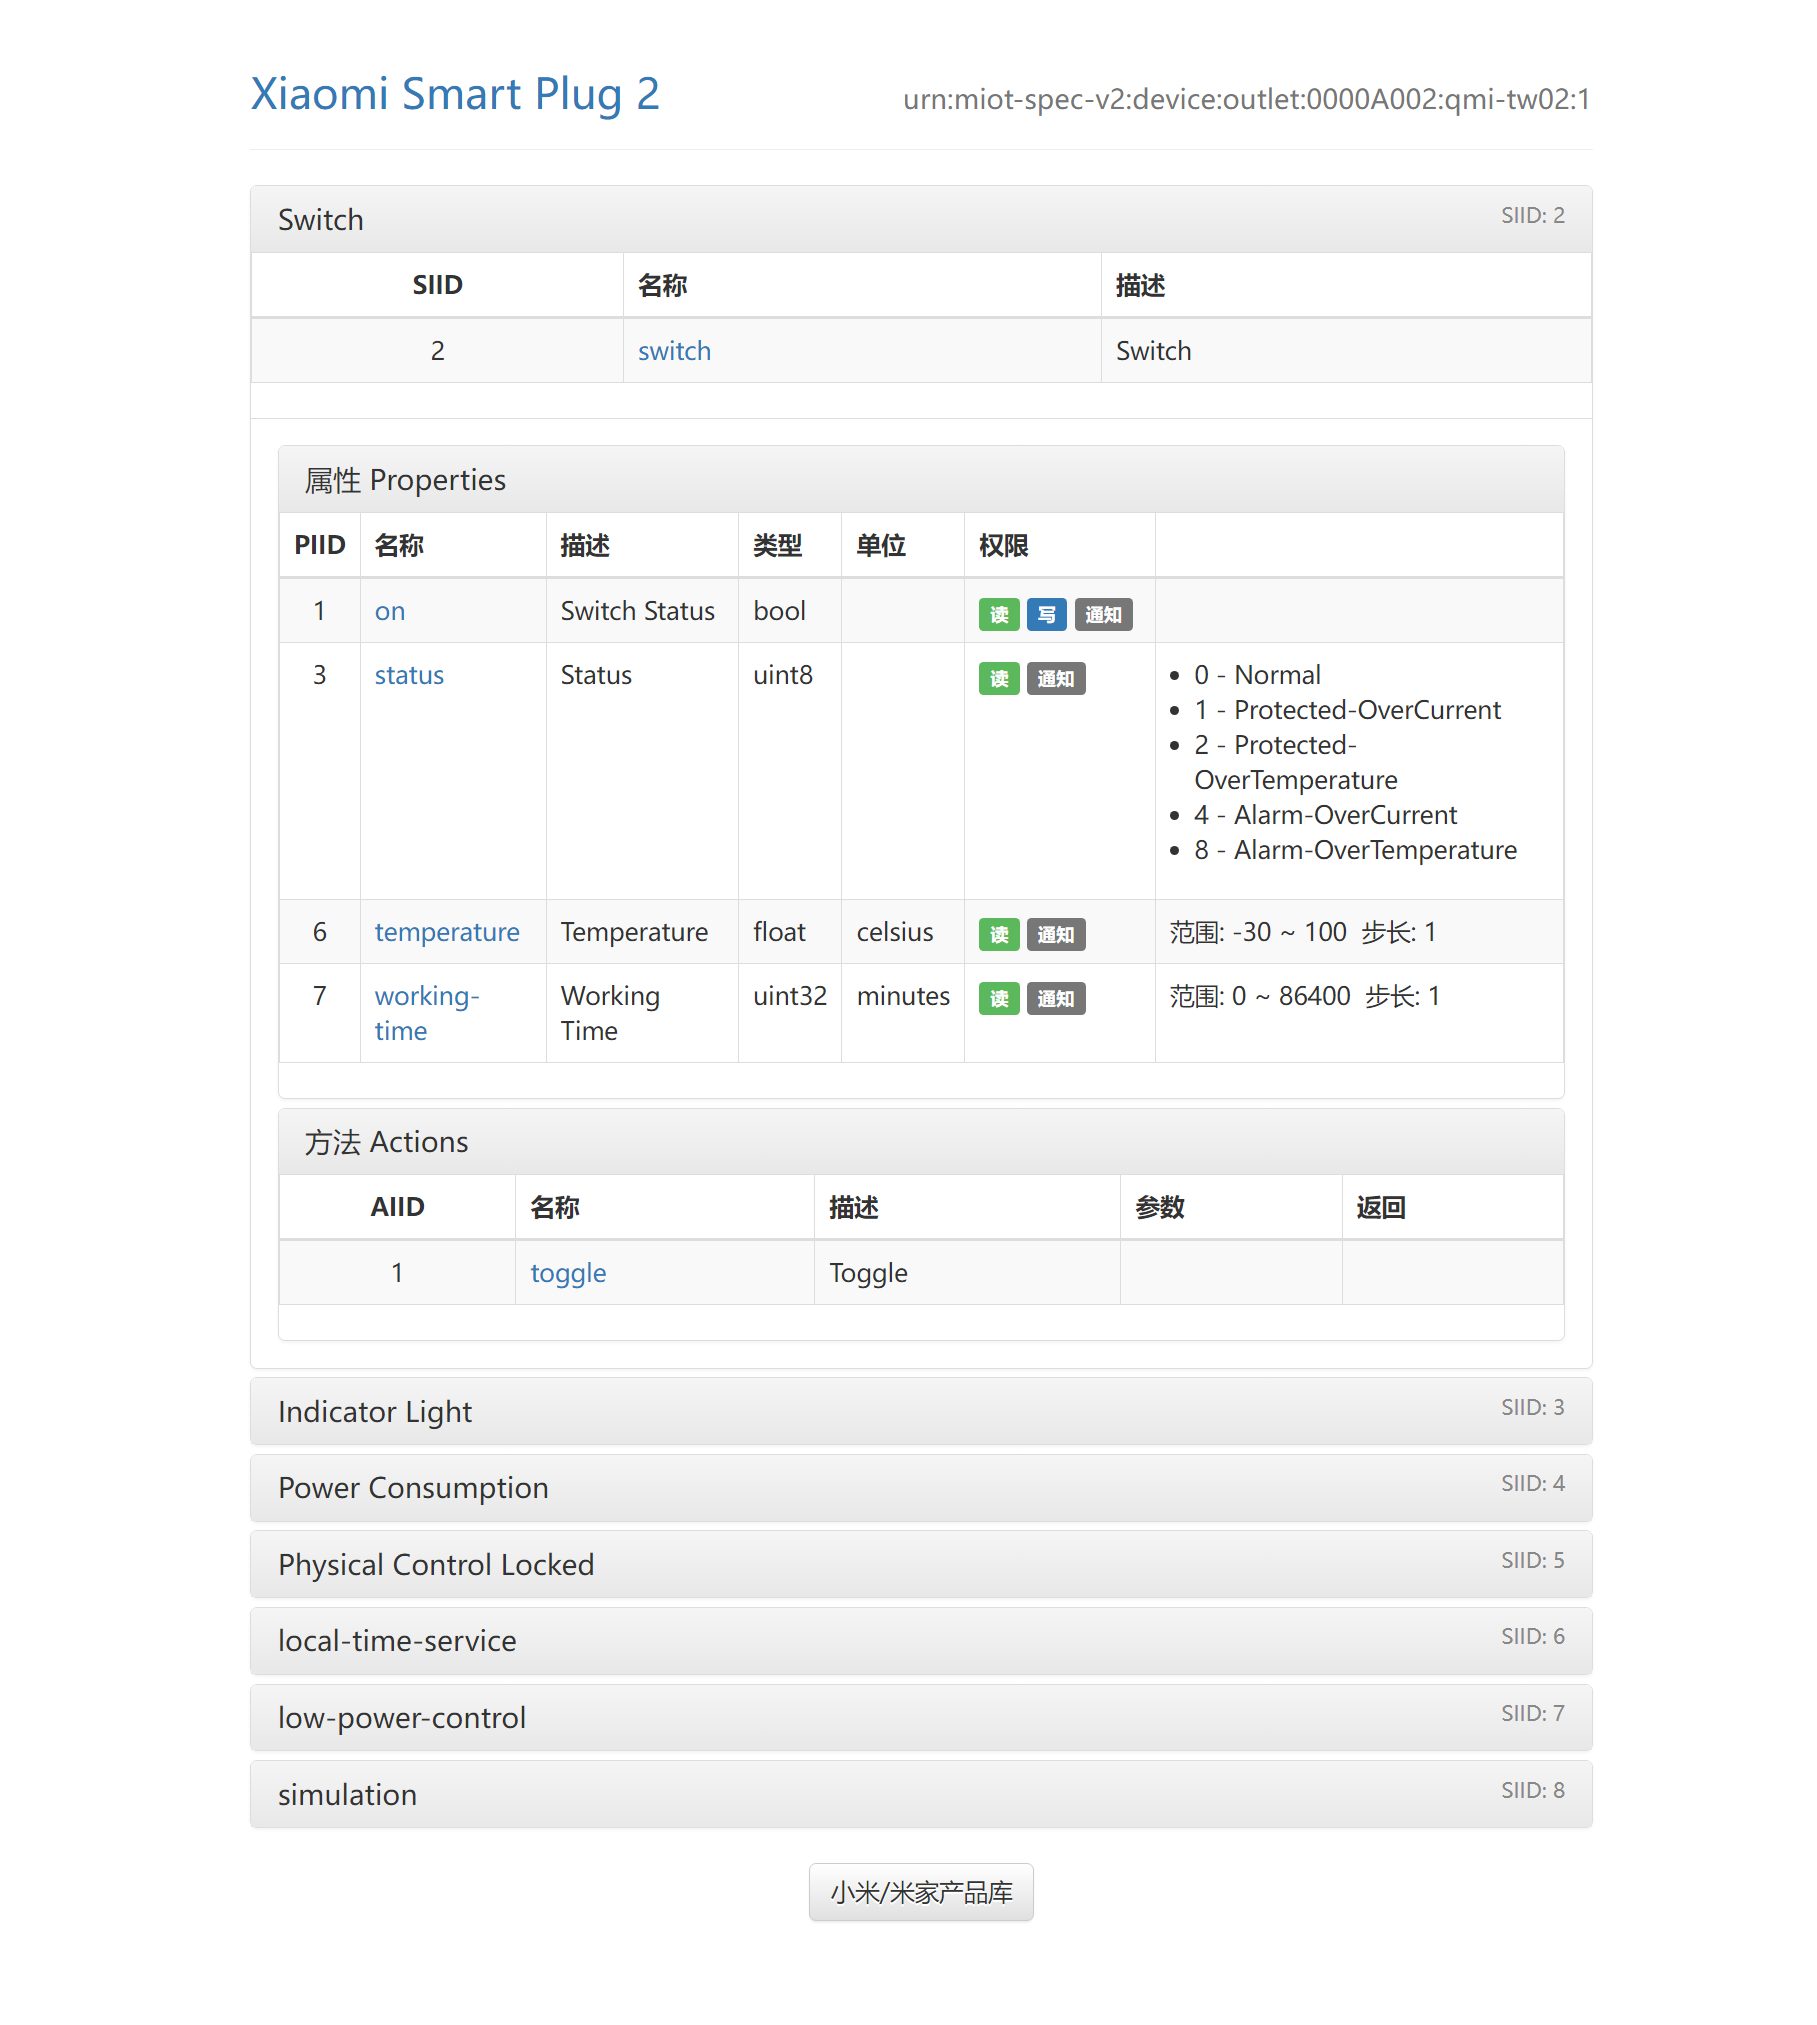 Xiaomi Smart Plug 2
urn:miot-spec-v2:device:outlet:0000A002:qmi-tw02:1
Switch SIID: 2
SIID 名称 描述
2 switch Switch
属性 Properties
PIID 名称 描述 类型 单位 权限
1 on Switch Status bool 读 写 通知
3 status Status uint8 读 通知
0 - Normal
1 - Protected-OverCurrent
2 - Protected-
OverTemperature
4 - Alarm-OverCurrent
8 - Alarm-OverTemperature
6 temperature Temperature float celsius 读 通知 范围: -30 ~ 100 步长: 1
7 working- Working uint32 minutes 读 通知 范围: 0 ~ 86400 步长: 1
time Time
方法 Actions
AIID 名称 描述 参数 返回
1 toggle Toggle
Indicator Light SIID: 3
Power Consumption SIID: 4
Physical Control Locked SIID: 5
local-time-service SIID: 6
low-power-control SIID: 7
simulation SIID: 8
小米/米家产品库